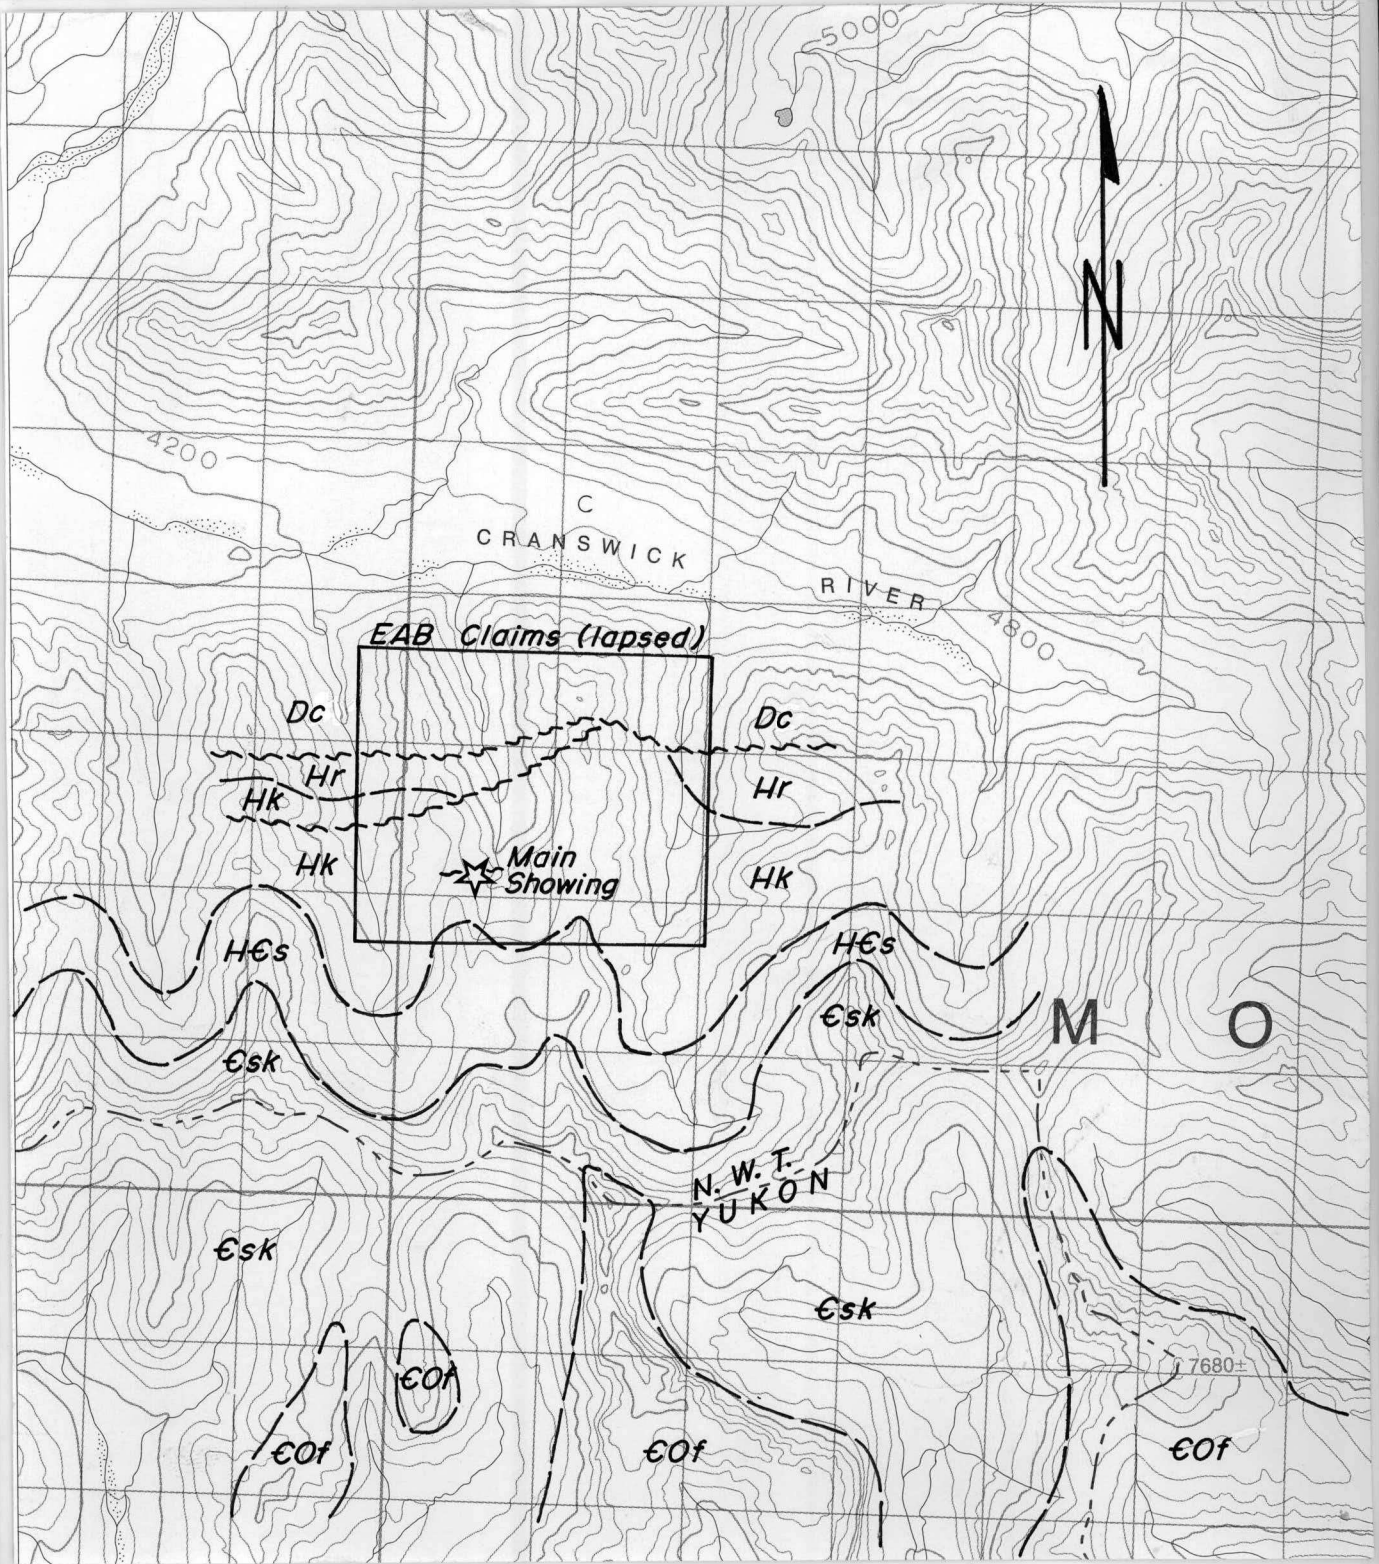 5000
N
4200
C
CRANSWICK
RIVER
4800
EAB Claims (lapsed)
Dc
Dc
Hr
Hr
Hk
Main
Showing
Hk
Hk
H€s
H€s
€sk
M O
€sk
N. W. T.
YUKON
€sk
€sk
7680±
€Of
€Of
€Of
€Of